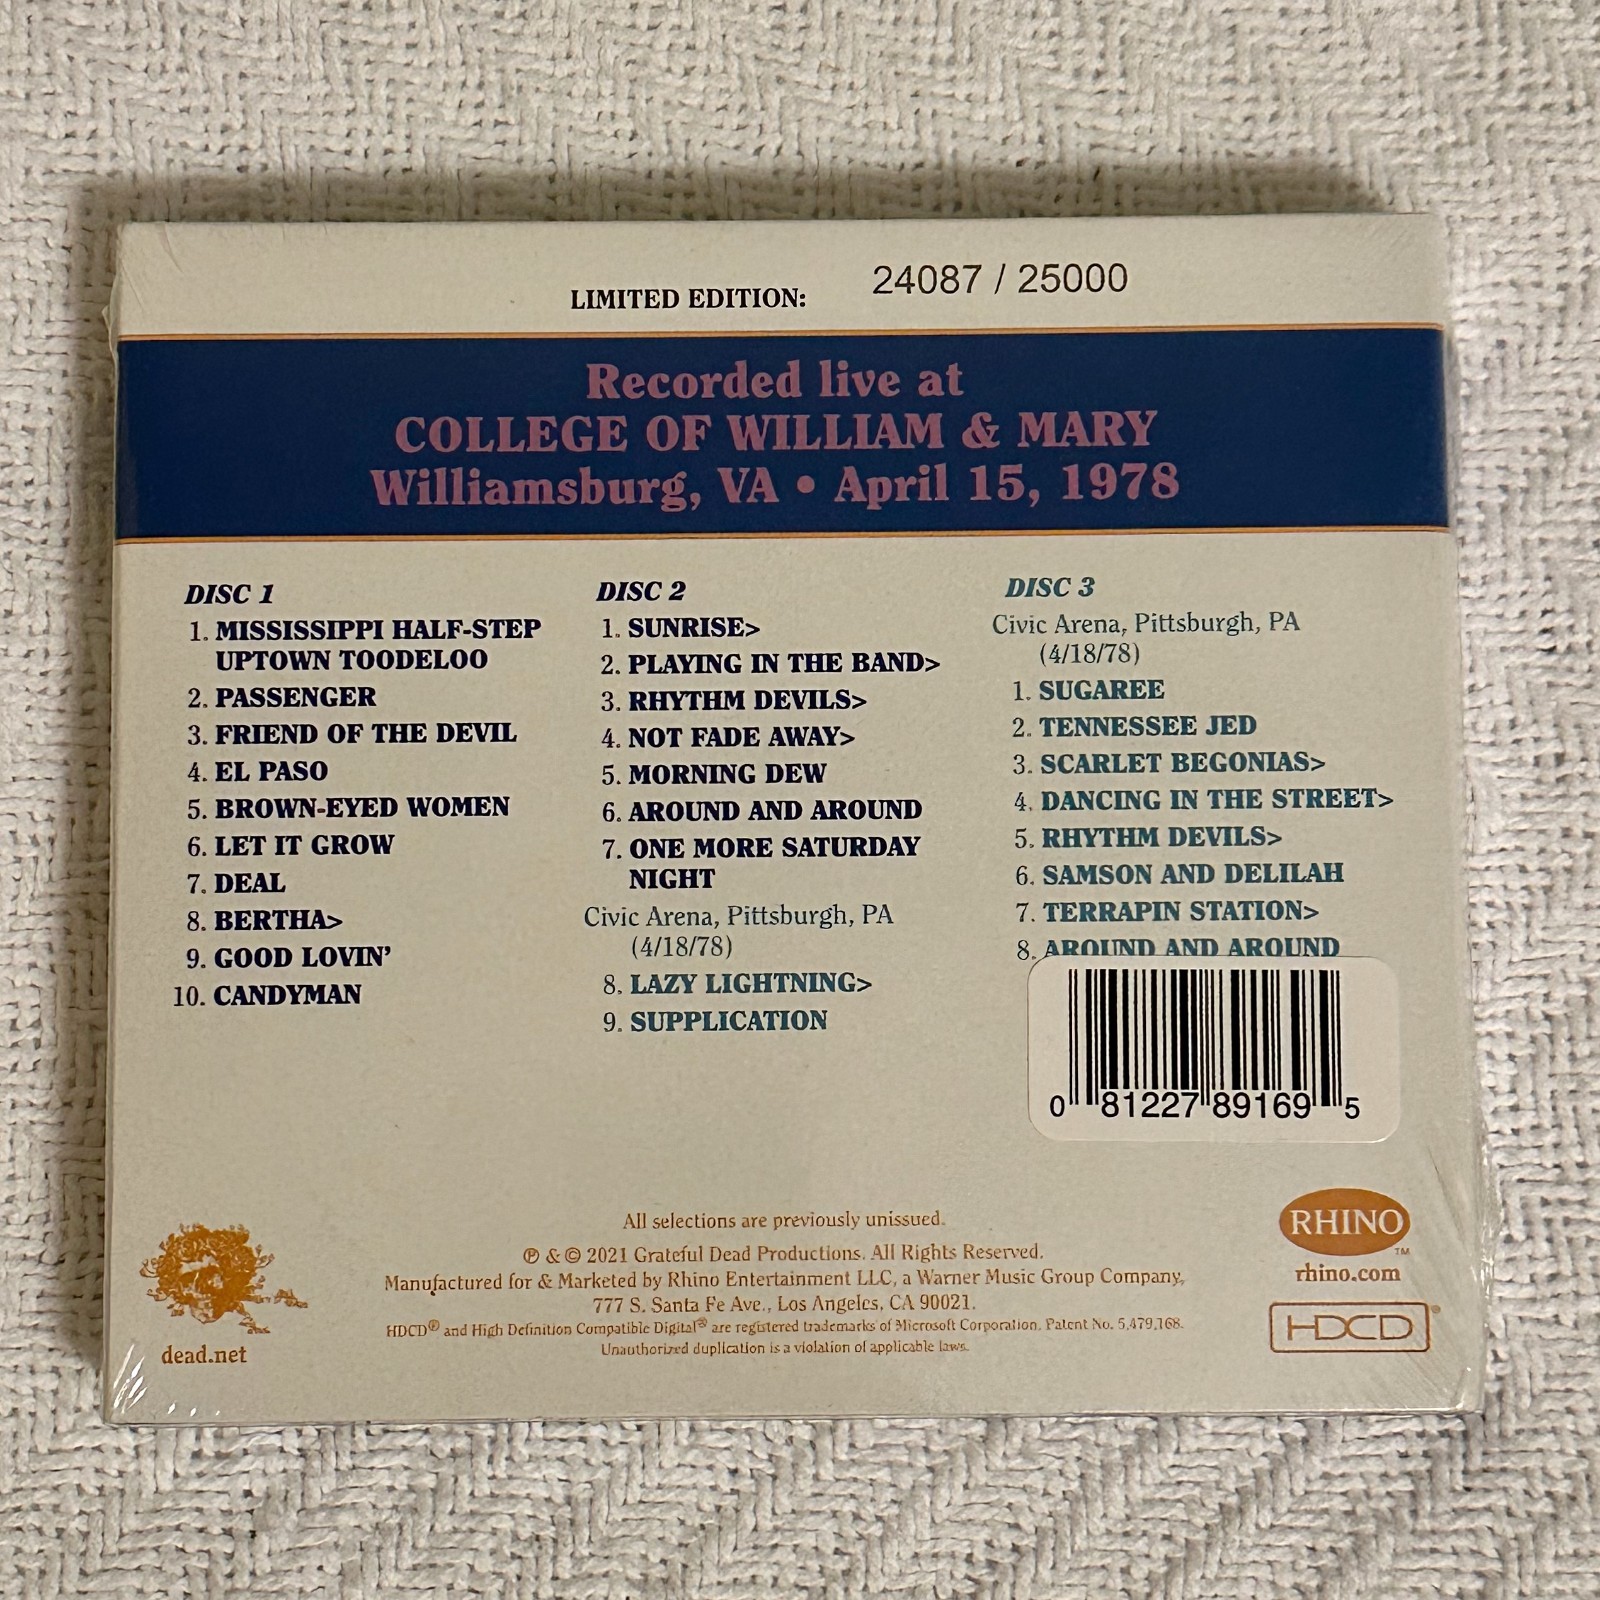 LIMITED EDITION: 24087 / 25000
Recorded live at
COLLEGE OF WILLIAM & MARY
Williamsburg, VA • April 15, 1978
DISC 1
1. MISSISSIPPI HALF-STEP
UPTOWN TOODELOO
2. PASSENGER
3. FRIEND OF THE DEVIL
4. EL PASO
5. BROWN-EYED WOMEN
6. LET IT GROW
7. DEAL
8. BERTHA>
9. GOOD LOVIN'
10. CANDYMAN
DISC 2
1. SUNRISE>
2. PLAYING IN THE BAND>
3. RHYTHM DEVILS>
4. NOT FADE AWAY>
5. MORNING DEW
6. AROUND AND AROUND
7. ONE MORE SATURDAY
NIGHT
Civic Arena, Pittsburgh, PA
(4/18/78)
8. LAZY LIGHTNING>
9. SUPPLICATION
DISC 3
Civic Arena, Pittsburgh, PA
(4/18/78)
1. SUGAREE
2. TENNESSEE JED
3. SCARLET BEGONIAS>
4. DANCING IN THE STREET>
5. RHYTHM DEVILS>
6. SAMSON AND DELILAH
7. TERRAPIN STATION>
8. AROUND AND AROUND
0 81227 89169 5
All selections are previously unissued.
℗ & © 2021 Grateful Dead Productions. All Rights Reserved.
Manufactured for & Marketed by Rhino Entertainment LLC, a Warner Music Group Company,
777 S. Santa Fe Ave., Los Angeles, CA 90021.
HDCD® and High Definition Compatible Digital® are registered trademarks of Microsoft Corporation. Patent No. 5,479,168.
Unauthorized duplication is a violation of applicable laws.
dead.net
RHINO™
rhino.com
HDCD®